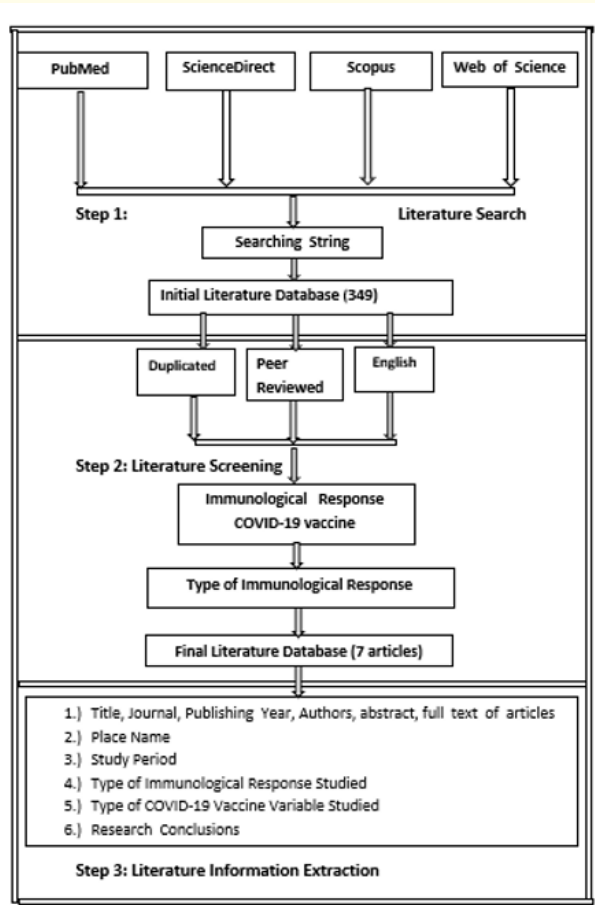 PubMed
ScienceDirect
Scopus
Web of Science
Step 1:
Literature Search
Searching String
Initial Literature Database (349)
Duplicated
Peer
Reviewed
English
Step 2: Literature Screening
Immunological Response
COVID-19 vaccine
Type of Immunological Response
Final Literature Database (7 articles)
1.) Title, Journal, Publishing Year, Authors, abstract, full text of articles
2.) Place Name
3.) Study Period
4.) Type of Immunological Response Studied
5.) Type of COVID-19 Vaccine Variable Studied
6.) Research Conclusions
Step 3: Literature Information Extraction